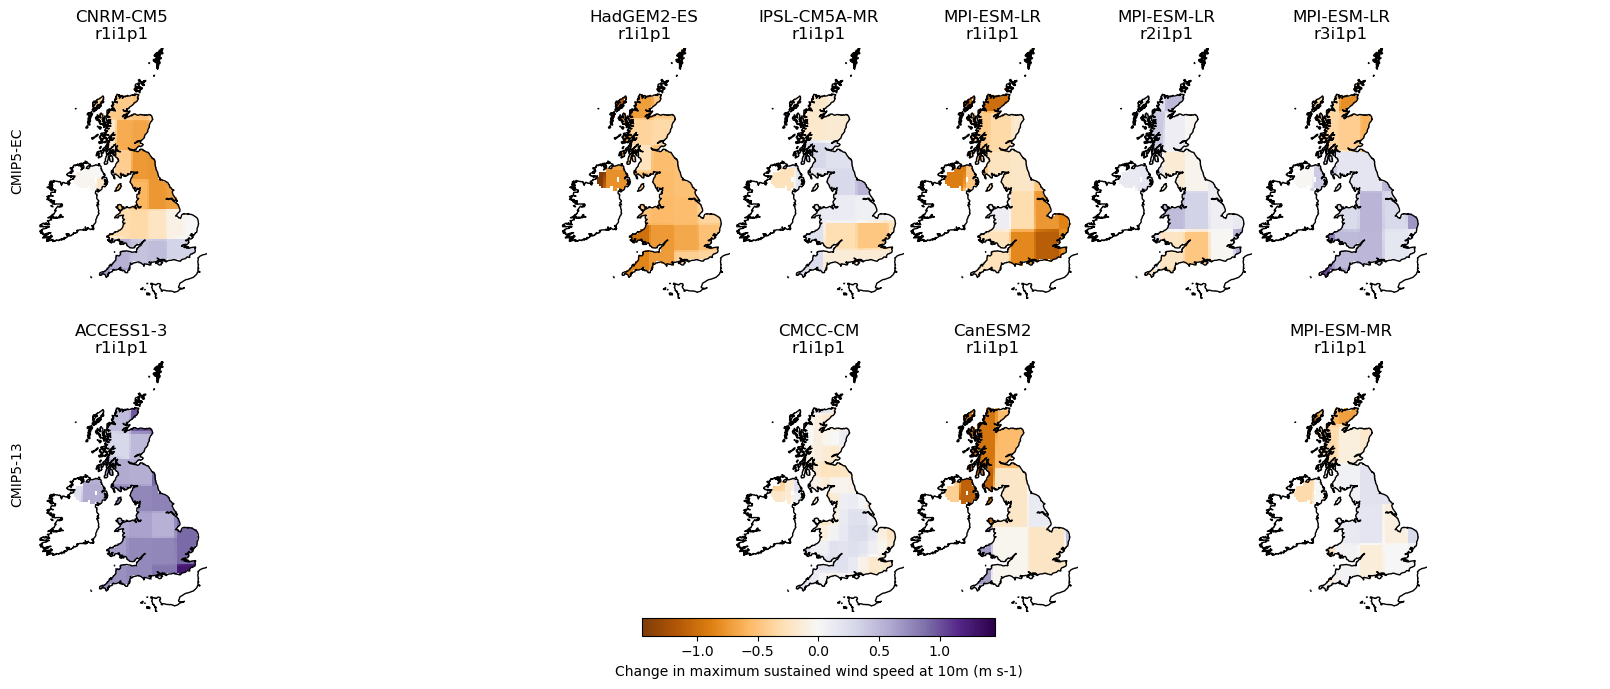 CNRM-CM5
r1i1p1
HadGEM2-ES
r1i1p1
IPSL-CM5A-MR
r1i1p1
MPI-ESM-LR
r1i1p1
MPI-ESM-LR
r2i1p1
MPI-ESM-LR
r3i1p1
CMIP5-EC
ACCESS1-3
r1i1p1
CMCC-CM
r1i1p1
CanESM2
r1i1p1
MPI-ESM-MR
r1i1p1
CMIP5-13
−1.0 −0.5 0.0 0.5 1.0
Change in maximum sustained wind speed at 10m (m s-1)